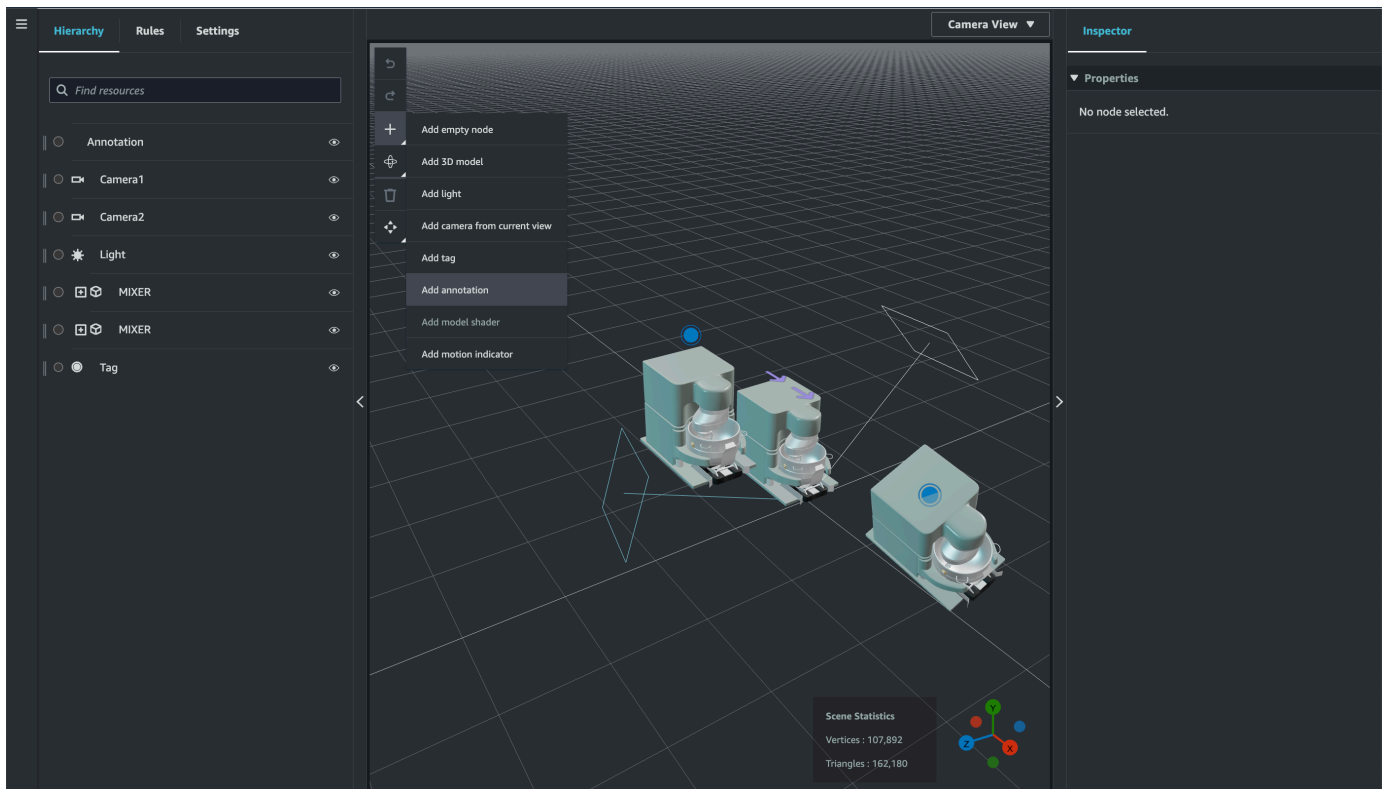 Hierarchy
Rules
Settings
Find resources
Annotation
Camera1
Camera2
Light
MIXER
MIXER
Tag
Camera View
Add empty node
Add 3D model
Add light
Add camera from current view
Add tag
Add annotation
Add model shader
Add motion indicator
Scene Statistics
Vertices : 107,892
Triangles : 162,180
Y
Z
X
Inspector
Properties
No node selected.